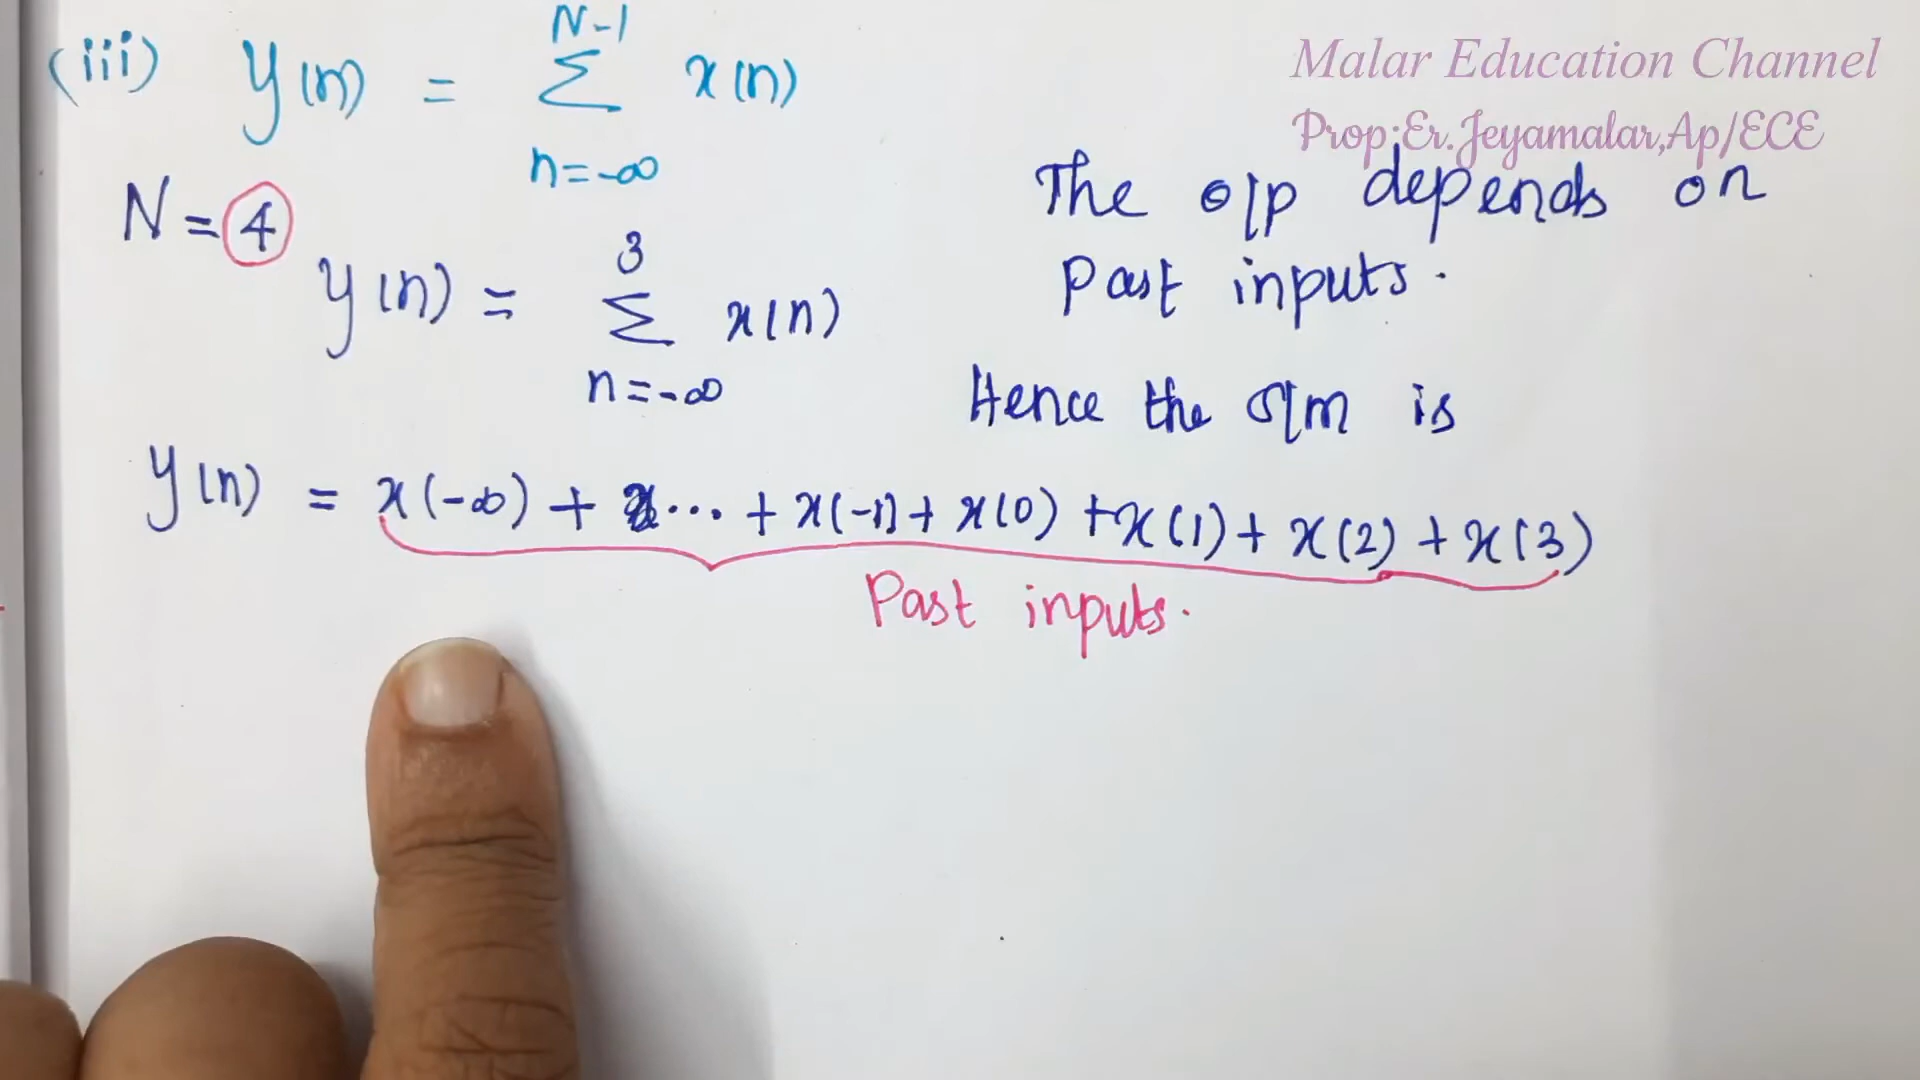 Malar Education Channel
Prop;Er.Jeyamalar,Ap/ECE
(iii) y(n) = N-1 Σ n=-∞ x(n)
N = 4
y(n) = 3 Σ n=-∞ x(n)
y(n) = x(-∞) + ... + x(-1) + x(0) + x(1) + x(2) + x(3)
Past inputs.
The o/p depends on
Past inputs.
Hence the s/m is